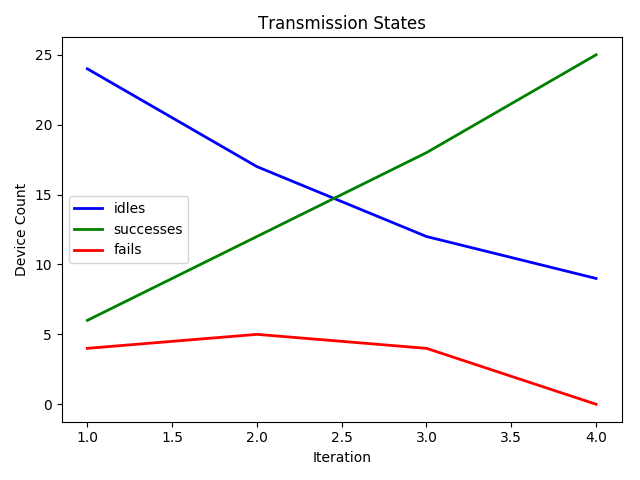 Transmission States
Device Count
25
20
15
10
5
0
idles
successes
fails
1.0 1.5 2.0 2.5 3.0 3.5 4.0
Iteration